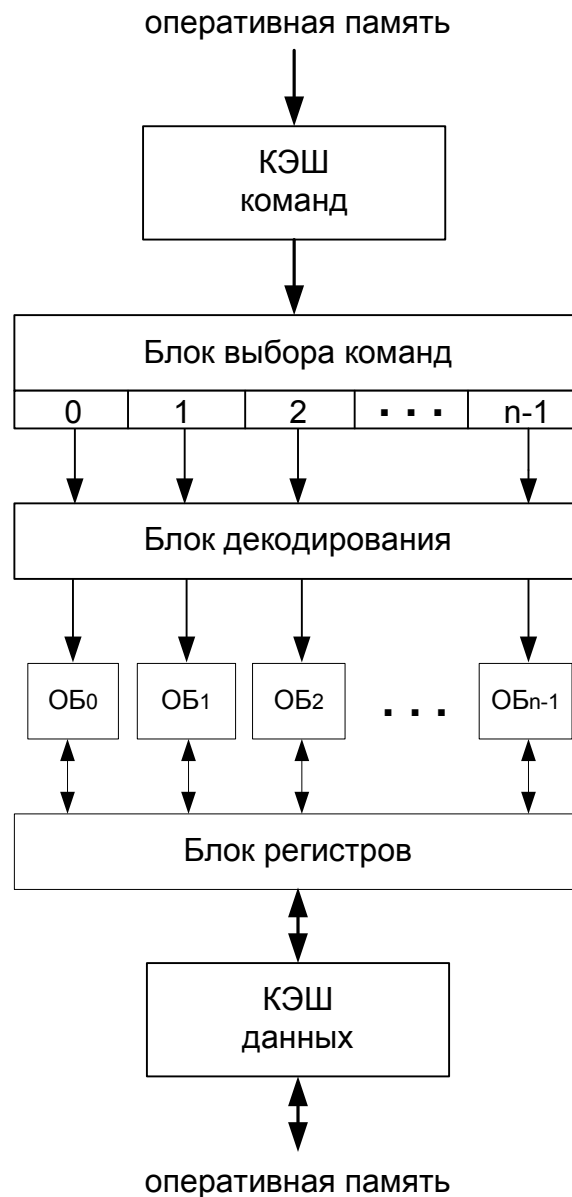 оперативная память
КЭШ
команд
Блок выбора команд
0 1 2 . . . n-1
Блок декодирования
ОБ0 ОБ1 ОБ2 . . . ОБn-1
Блок регистров
КЭШ
данных
оперативная память